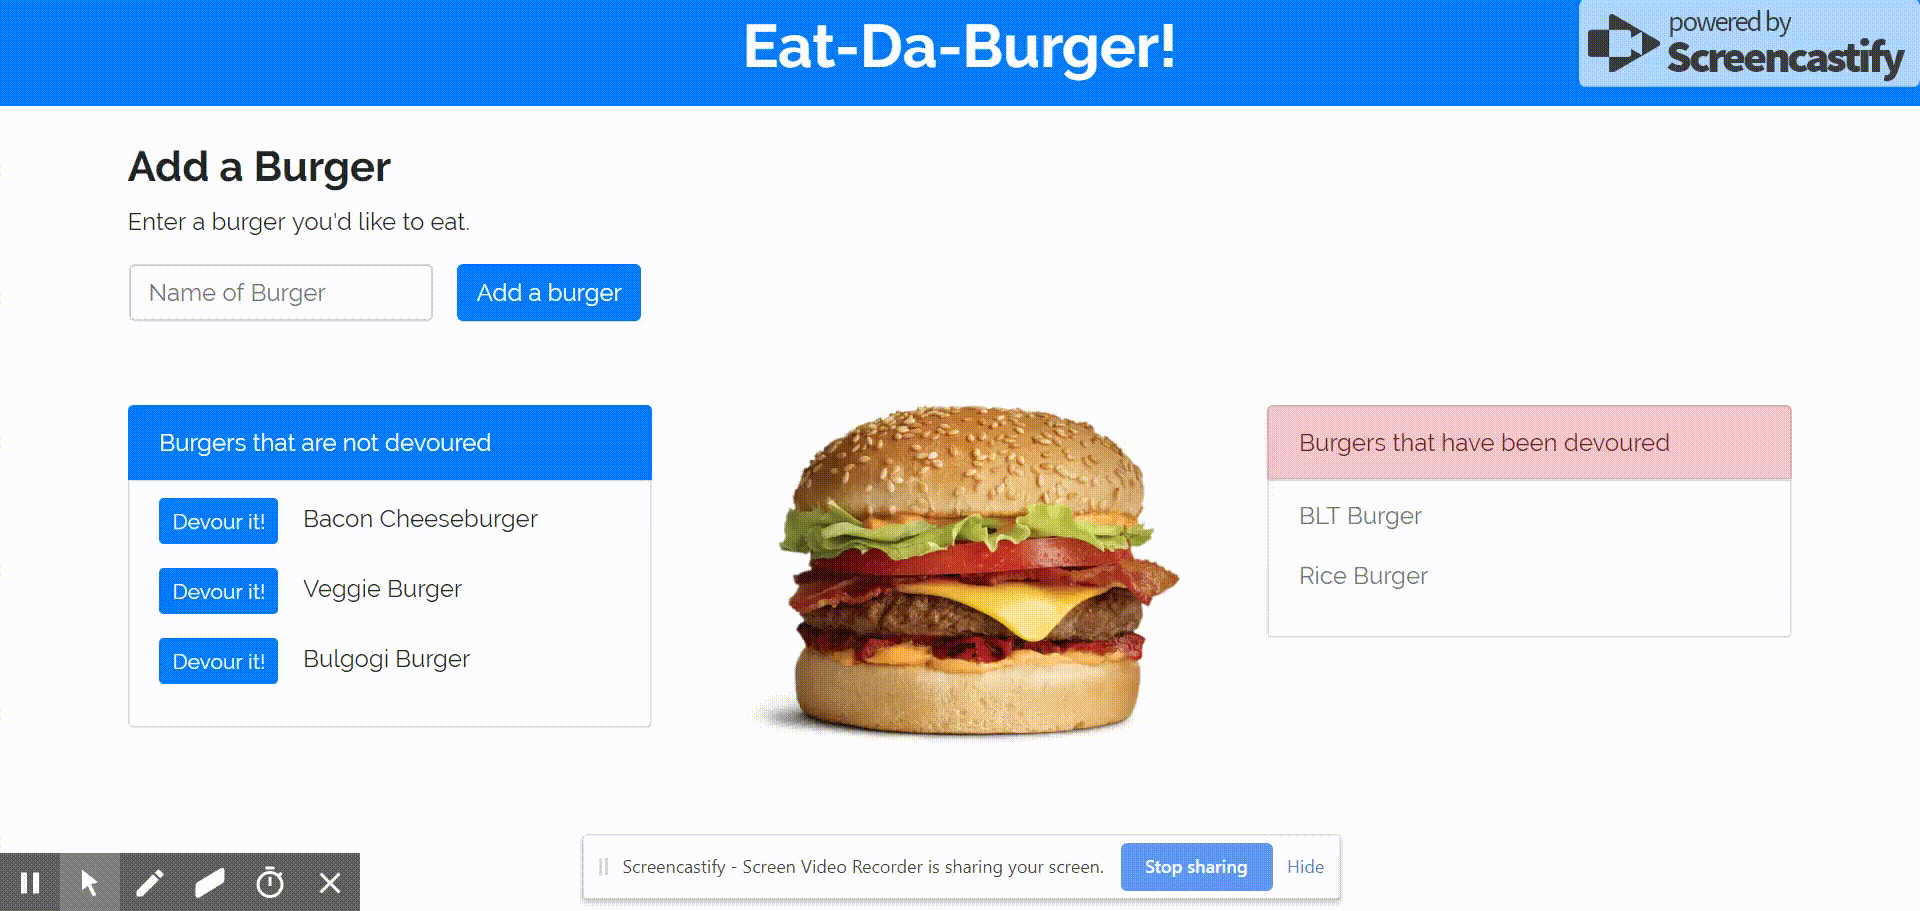 Eat-Da-Burger!
powered by
Screencastify
Add a Burger
Enter a burger you'd like to eat.
Name of Burger
Add a burger
Burgers that are not devoured
Devour it! Bacon Cheeseburger
Devour it! Veggie Burger
Devour it! Bulgogi Burger
Burgers that have been devoured
BLT Burger
Rice Burger
Screencastify - Screen Video Recorder is sharing your screen.
Stop sharing
Hide